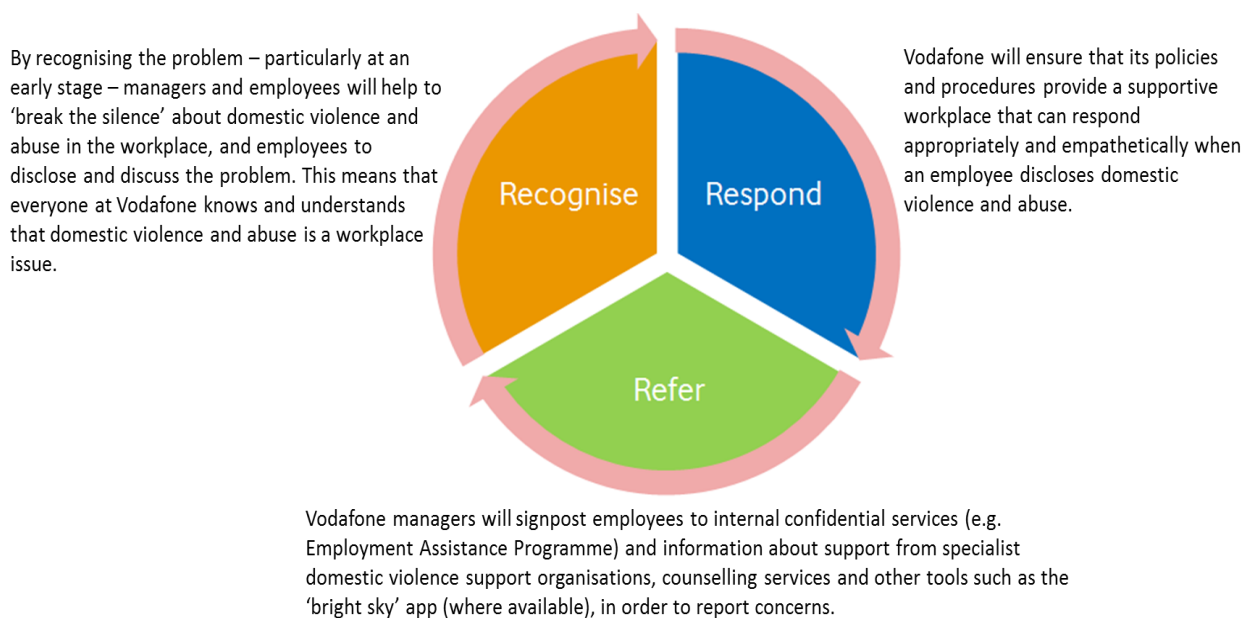 By recognising the problem – particularly at an
early stage – managers and employees will help to
‘break the silence’ about domestic violence and
abuse in the workplace, and employees to
disclose and discuss the problem. This means that
everyone at Vodafone knows and understands
that domestic violence and abuse is a workplace
issue.
Recognise
Respond
Vodafone will ensure that its policies
and procedures provide a supportive
workplace that can respond
appropriately and empathetically when
an employee discloses domestic
violence and abuse.
Refer
Vodafone managers will signpost employees to internal confidential services (e.g.
Employment Assistance Programme) and information about support from specialist
domestic violence support organisations, counselling services and other tools such as the
‘bright sky’ app (where available), in order to report concerns.